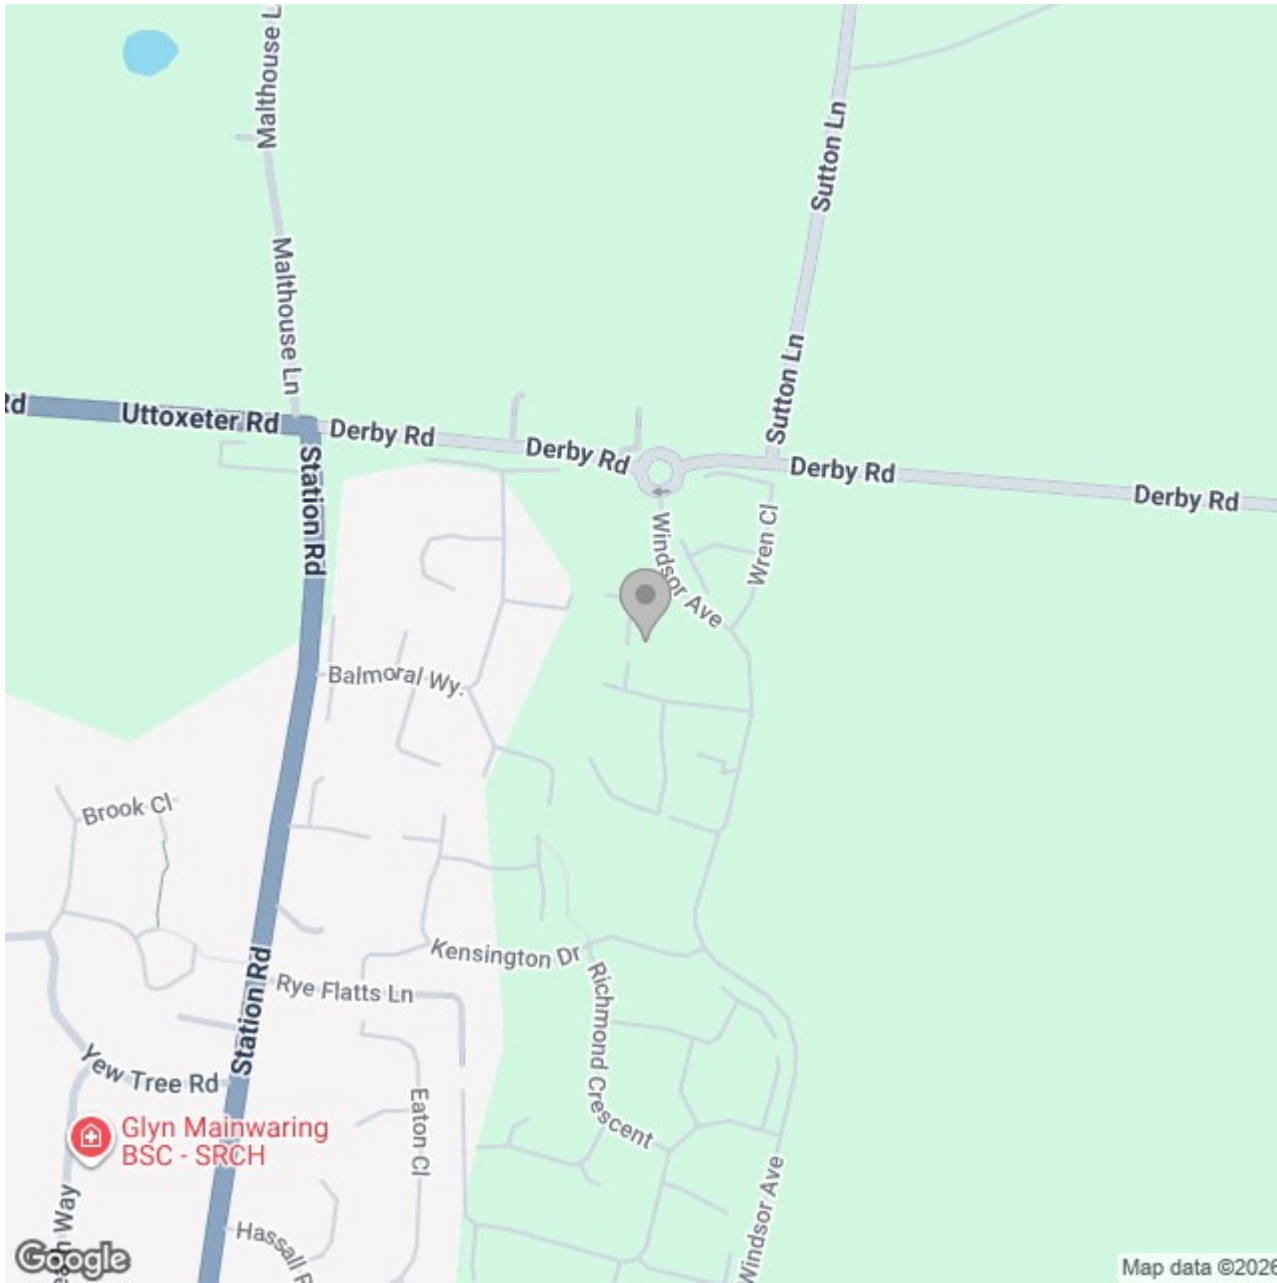 Malthouse L
Malthouse Ln
Sutton Ln
Sutton Ln
Rd
Uttoxeter Rd
Derby Rd
Derby Rd
Derby Rd
Derby Rd
Station Rd
Windsor Ave
Wren Cl
Balmoral Wy.
Brook Cl
Kensington Dr
Rye Flatts Ln
Richmond Crescent
Station Rd
Yew Tree Rd
Eaton Cl
Glyn Mainwaring
BSC - SRCH
Windsor Ave
Way
Hassall
Google
Map data ©2026